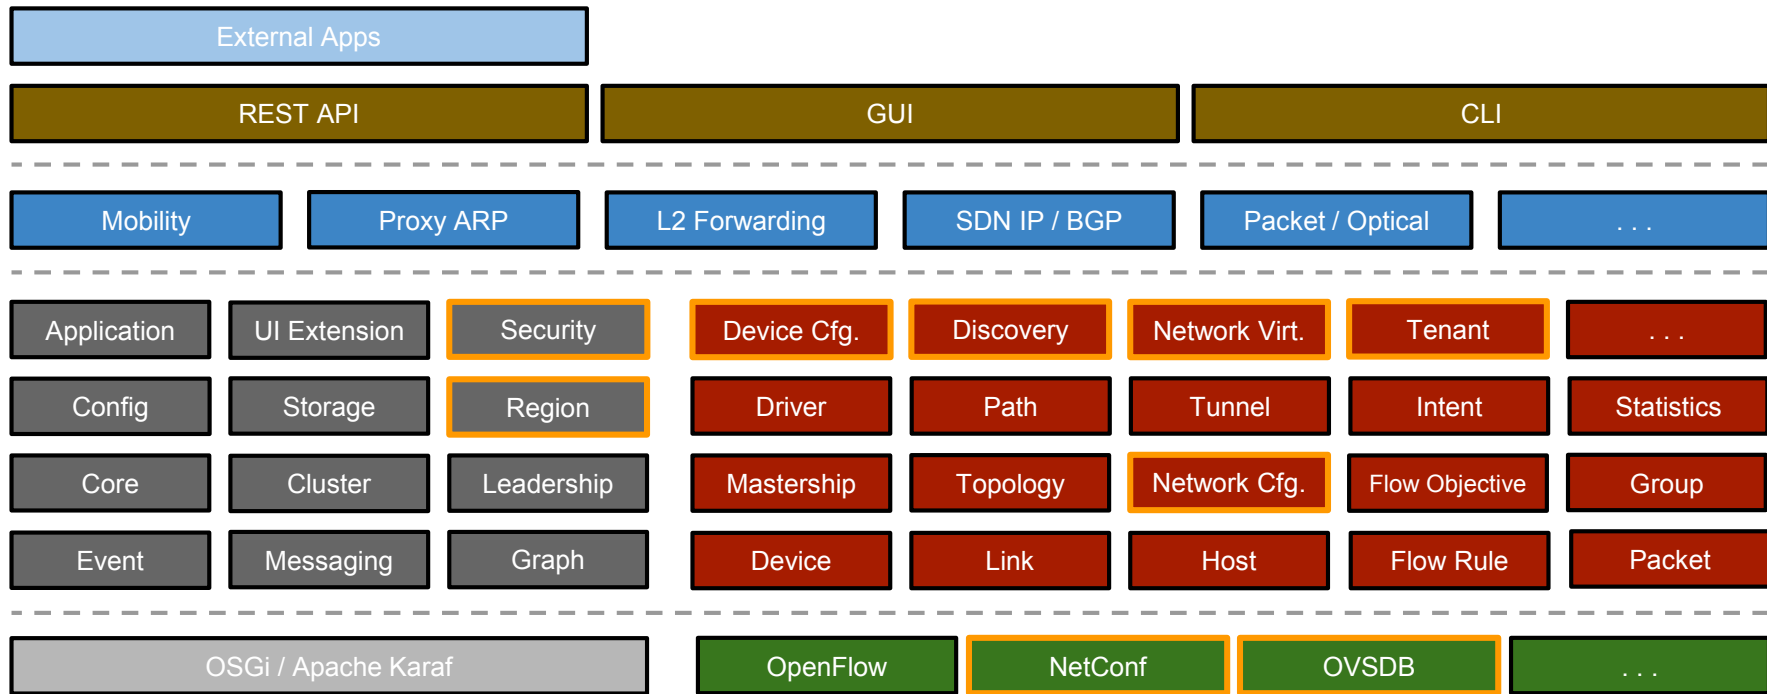 External Apps
REST API GUI CLI
Mobility Proxy ARP L2 Forwarding SDN IP / BGP Packet / Optical . . .
Application UI Extension Security Device Cfg. Discovery Network Virt. Tenant . . .
Config Storage Region Driver Path Tunnel Intent Statistics
Core Cluster Leadership Mastership Topology Network Cfg. Flow Objective Group
Event Messaging Graph Device Link Host Flow Rule Packet
OSGi / Apache Karaf OpenFlow NetConf OVSDB . . .